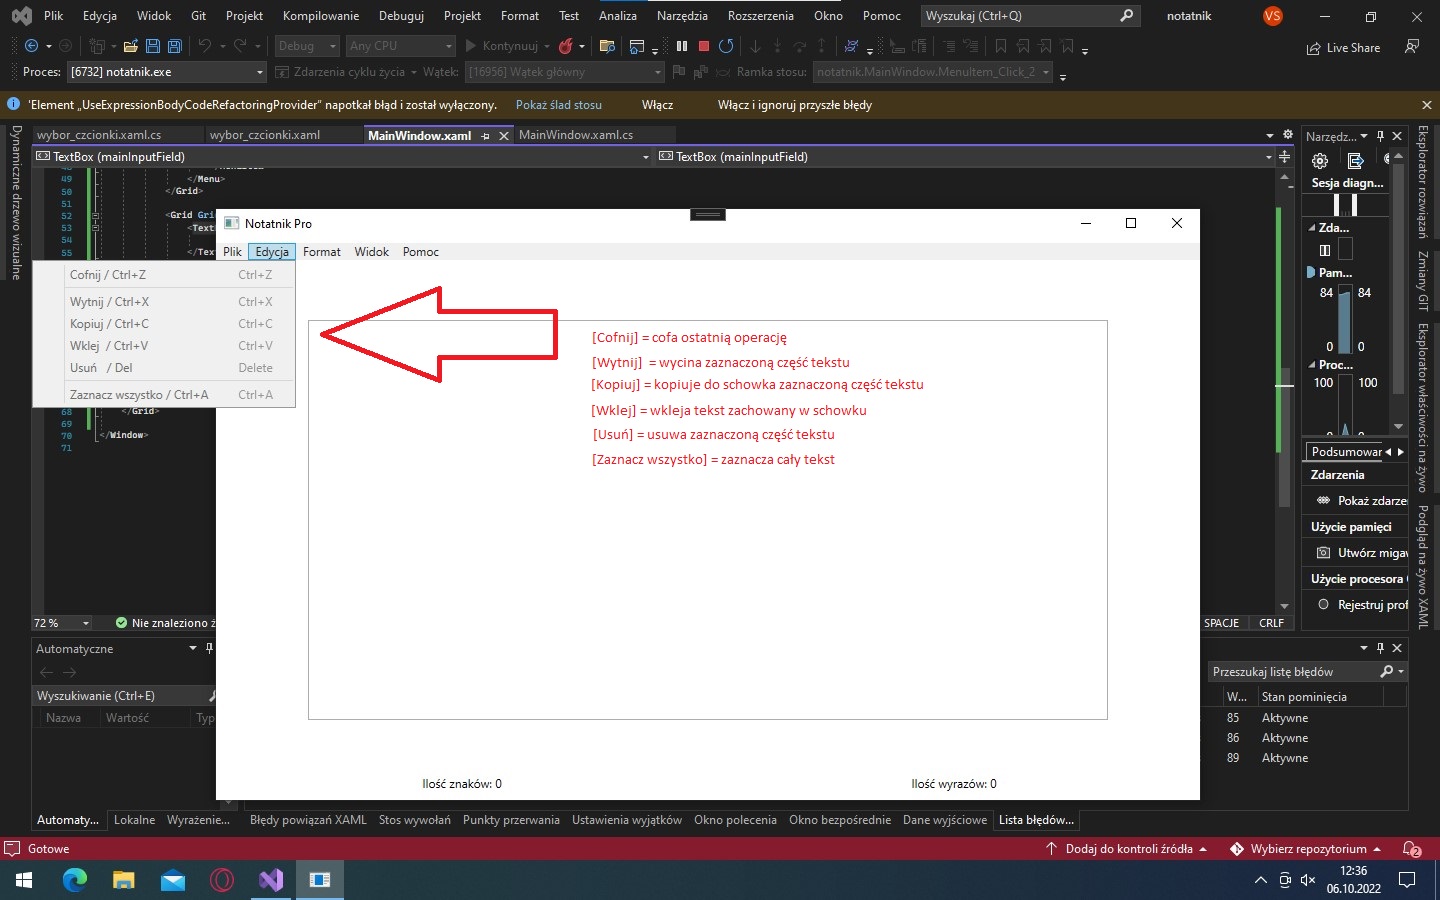 Plik Edycja Widok Git Projekt Kompilowanie Debuguj Projekt Format Test Analiza Narzędzia Rozszerzenia Okno Pomoc Wyszukaj (Ctrl+Q) notatnik VS
Debug Any CPU Kontynuuj Live Share
Proces: [6732] notatnik.exe Zdarzenia cyklu życia Wątek: [16956] Wątek główny Ramka stosu: notatnik.MainWindow.MenuItem_Click_2
'Element „UseExpressionBodyCodeRefactoringProvider" napotkał błąd i został wyłączony. Pokaż ślad stosu Włącz Włącz i ignoruj przyszłe błędy
Dynamiczne drzewo wizualne
wybor_czcionki.xaml.cs wybor_czcionki.xaml MainWindow.xaml MainWindow.xaml.cs
TextBox (mainInputField) TextBox (mainInputField)
49 </Menu>
50 </Grid>
51
52 <Grid Gri
53 <Text
54
55 </Text
68 </Grid>
69
70 </Window>
71
Notatnik Pro
Plik Edycja Format Widok Pomoc
Cofnij / Ctrl+Z Ctrl+Z
Wytnij / Ctrl+X Ctrl+X
Kopiuj / Ctrl+C Ctrl+C
Wklej / Ctrl+V Ctrl+V
Usuń / Del Delete
Zaznacz wszystko / Ctrl+A Ctrl+A
[Cofnij] = cofa ostatnią operację
[Wytnij] = wycina zaznaczoną część tekstu
[Kopiuj] = kopiuje do schowka zaznaczoną część tekstu
[Wklej] = wkleja tekst zachowany w schowku
[Usuń] = usuwa zaznaczoną część tekstu
[Zaznacz wszystko] = zaznacza cały tekst
Ilość znaków: 0 Ilość wyrazów: 0
Narzędz...
Sesja diagn...
Zda...
Pam...
84 84
0 0
Proc...
100 100
Podsumowar
Zdarzenia
Pokaż zdarze
Użycie pamięci
Utwórz miga
Użycie procesora
Rejestruj prof
Eksplorator rozwiązań
Zmiany GIT
Eksplorator właściwości na żywo
Podgląd na żywo XAML
72 % Nie znaleziono SPACJE CRLF
Automatyczne
Wyszukiwanie (Ctrl+E)
Nazwa Wartość Typ
Przeszukaj listę błędów
W... Stan pominięcia
85 Aktywne
86 Aktywne
89 Aktywne
Automaty... Lokalne Wyrażenie... Błędy powiązań XAML Stos wywołań Punkty przerwania Ustawienia wyjątków Okno polecenia Okno bezpośrednie Dane wyjściowe Lista błędów...
Gotowe Dodaj do kontroli źródła Wybierz repozytorium 2
12:36
06.10.2022